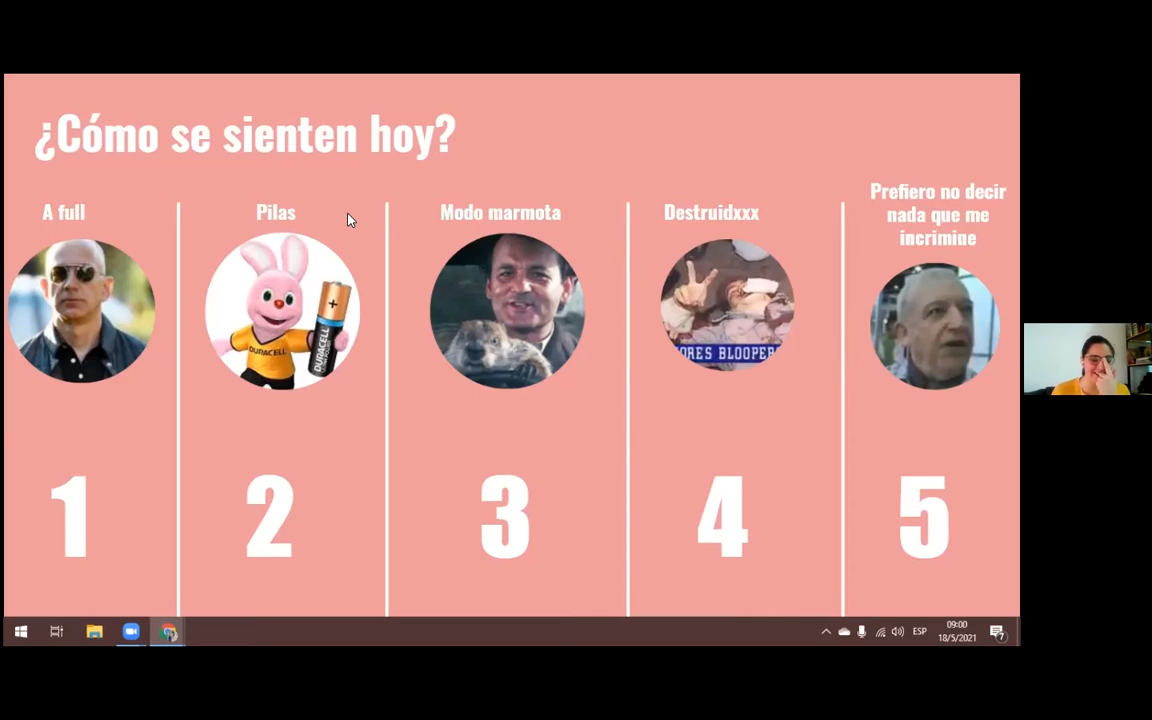 ¿Cómo se sienten hoy?
A full
Pilas
Modo marmota
Destruidxxx
Prefiero no decir
nada que me
incrimine
DURACELL
DURACELL
ORES BLOOPER
1
2
3
4
5
ESP
09:00
18/5/2021
7